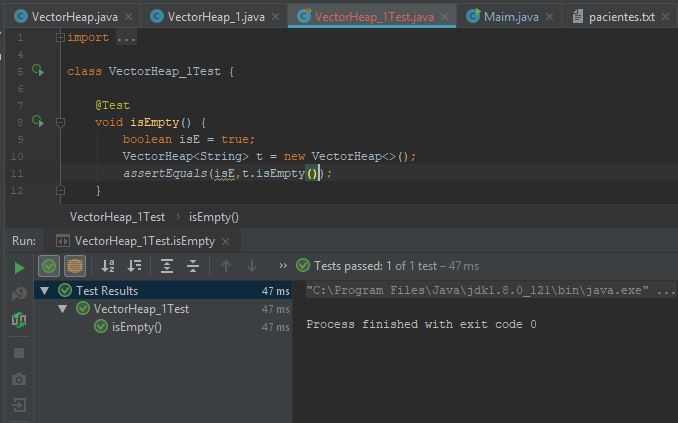 VectorHeap.java × VectorHeap_1.java × VectorHeap_1Test.java × Maim.java × pacientes.txt ×
1 import ...
4
5 class VectorHeap_1Test {
6
7 @Test
8 void isEmpty() {
9 boolean isE = true;
10 VectorHeap<String> t = new VectorHeap<>();
11 assertEquals(isE,t.isEmpty());
12 }
VectorHeap_1Test > isEmpty()
Run: VectorHeap_1Test.isEmpty ×
>> Tests passed: 1 of 1 test – 47 ms
Test Results 47 ms
VectorHeap_1Test 47 ms
isEmpty() 47 ms
"C:\Program Files\Java\jdk1.8.0_121\bin\java.exe" ...
Process finished with exit code 0